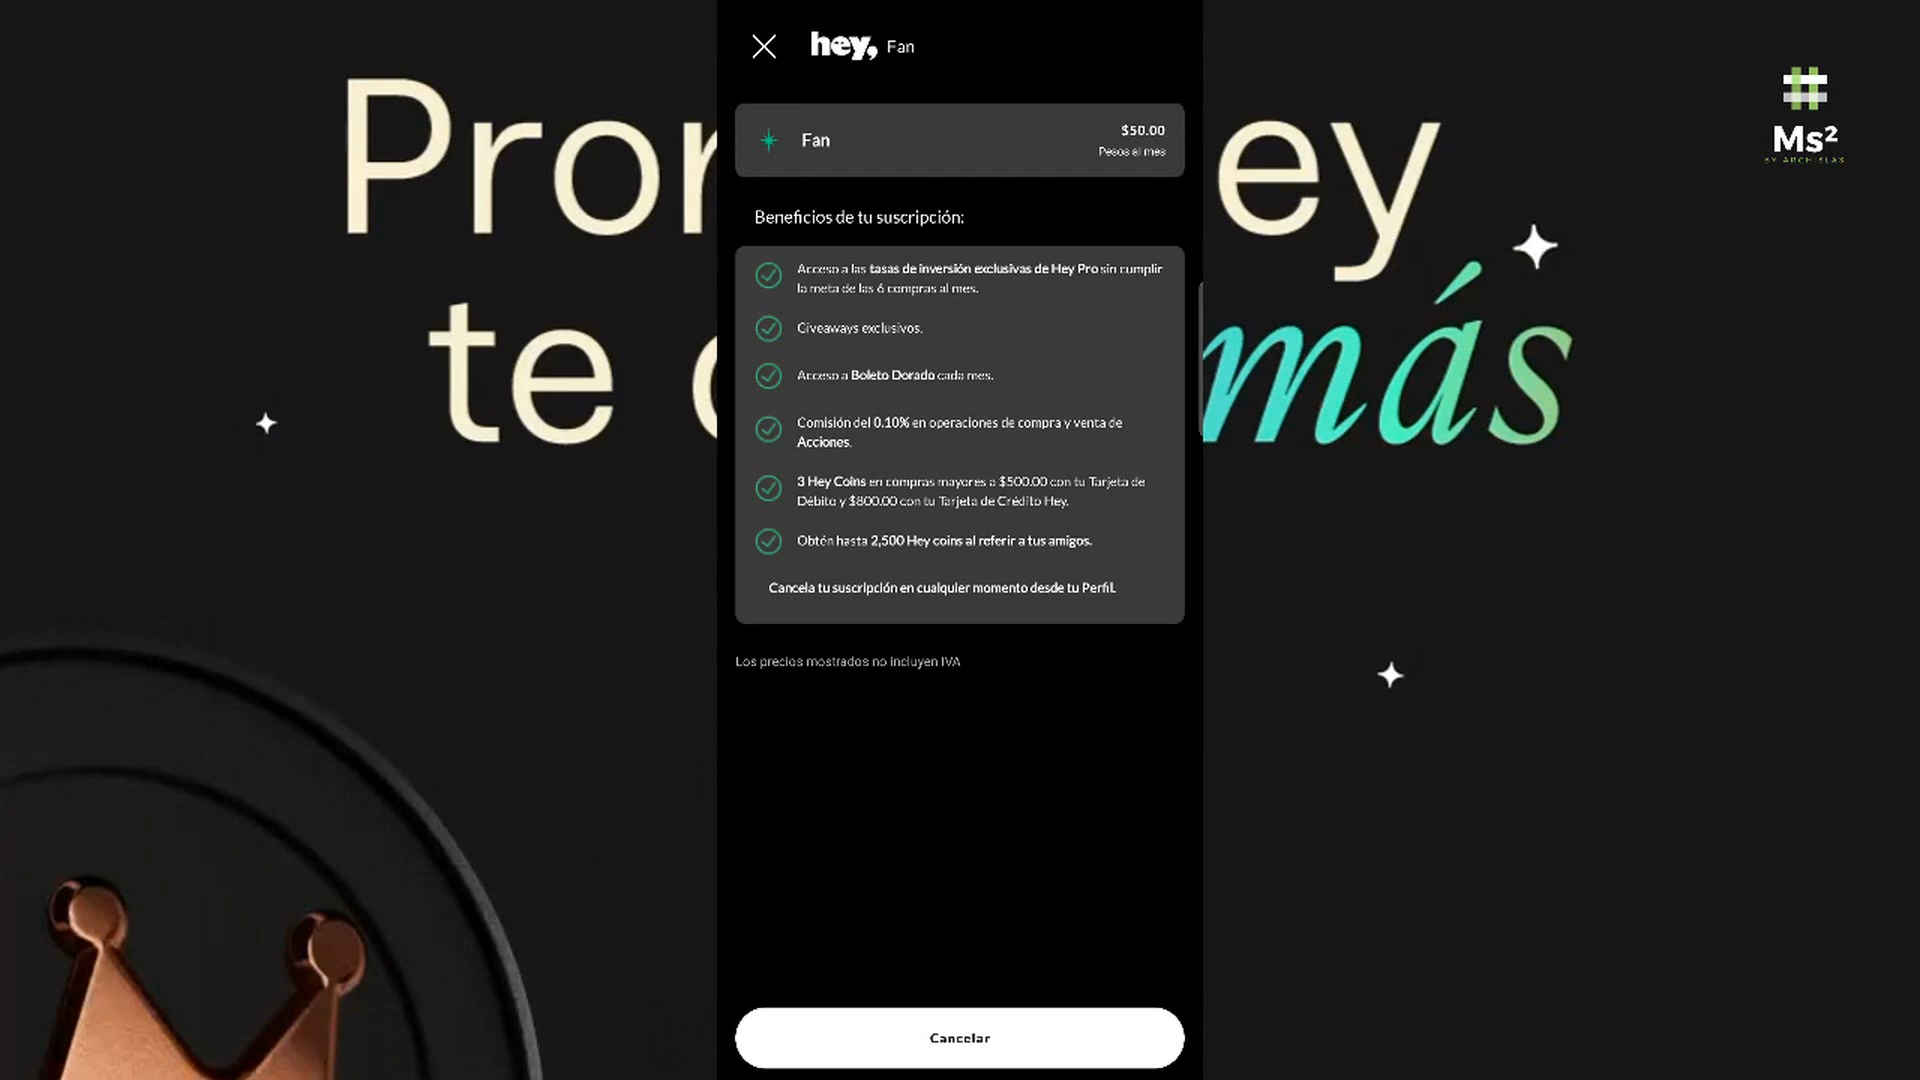 hey, Fan
Fan
$50.00
Pesos al mes
Beneficios de tu suscripción:
Acceso a las tasas de inversión exclusivas de Hey Pro sin cumplir
la meta de las 6 compras al mes.
Giveaways exclusivos.
Acceso a Boleto Dorado cada mes.
Comisión del 0.10% en operaciones de compra y venta de
Acciones.
3 Hey Coins en compras mayores a $500.00 con tu Tarjeta de
Débito y $800.00 con tu Tarjeta de Crédito Hey.
Obtén hasta 2,500 Hey coins al referir a tus amigos.
Cancela tu suscripción en cualquier momento desde tu Perfil.
Los precios mostrados no incluyen IVA
Cancelar
te
más
Ms²
BY ARCHISLAS